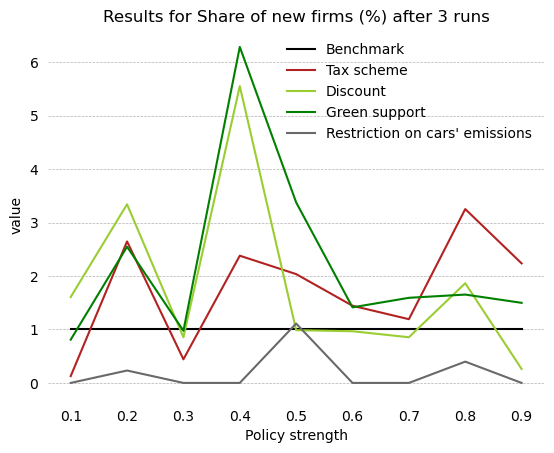 Results for Share of new firms (%) after 3 runs
Benchmark
Tax scheme
Discount
Green support
Restriction on cars' emissions
value
6
5
4
3
2
1
0
0.1 0.2 0.3 0.4 0.5 0.6 0.7 0.8 0.9
Policy strength